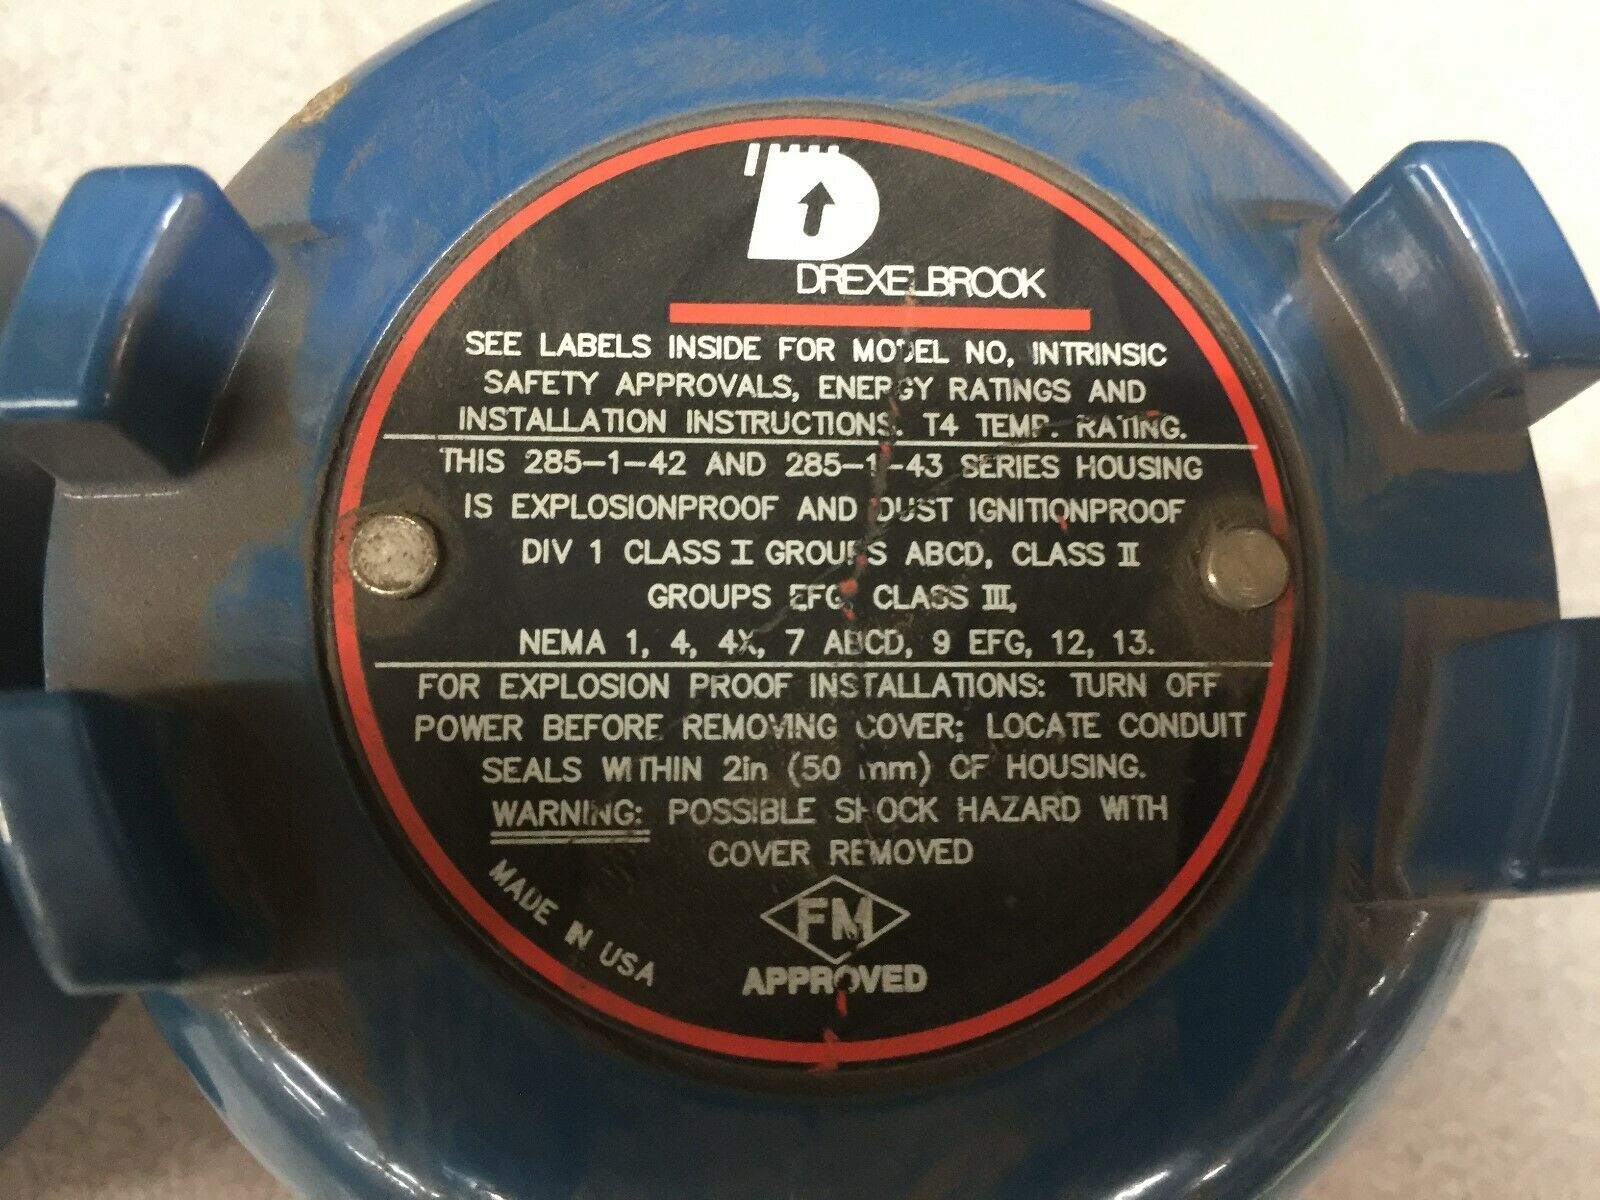 DREXELBROOK
SEE LABELS INSIDE FOR MODEL NO, INTRINSIC
SAFETY APPROVALS, ENERGY RATINGS AND
INSTALLATION INSTRUCTIONS. T4 TEMP. RATING.
THIS 285-1-42 AND 285-1-43 SERIES HOUSING
IS EXPLOSIONPROOF AND DUST IGNITIONPROOF
DIV 1 CLASS I GROUPS ABCD, CLASS II
GROUPS EFG, CLASS III,
NEMA 1, 4, 4X, 7 ABCD, 9 EFG, 12, 13.
FOR EXPLOSION PROOF INSTALLATIONS: TURN OFF
POWER BEFORE REMOVING COVER; LOCATE CONDUIT
SEALS WITHIN 2in (50 mm) OF HOUSING.
WARNING: POSSIBLE SHOCK HAZARD WITH
COVER REMOVED
MADE IN USA
FM
APPROVED